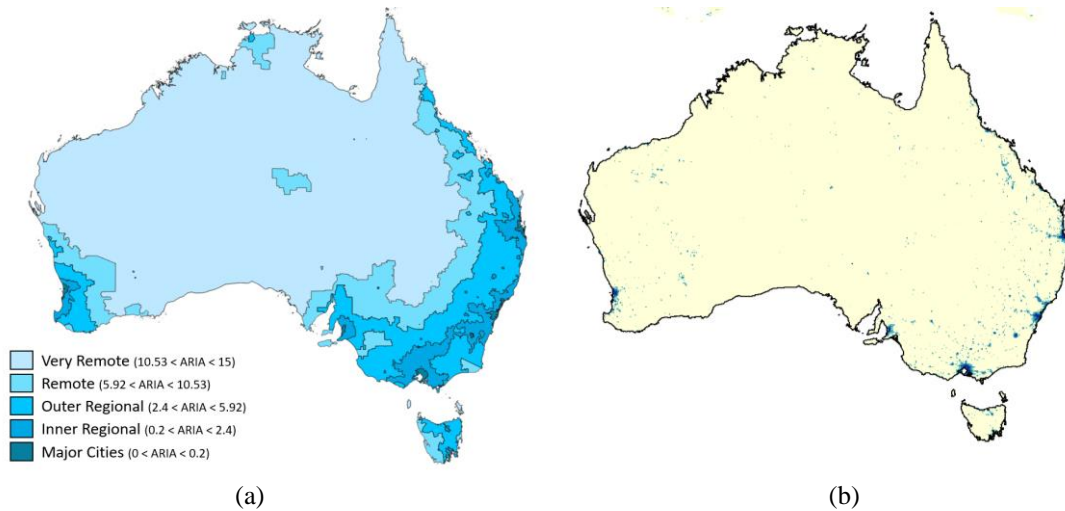 Very Remote (10.53 < ARIA < 15)
Remote (5.92 < ARIA < 10.53)
Outer Regional (2.4 < ARIA < 5.92)
Inner Regional (0.2 < ARIA < 2.4)
Major Cities (0 < ARIA < 0.2)
(a) (b)